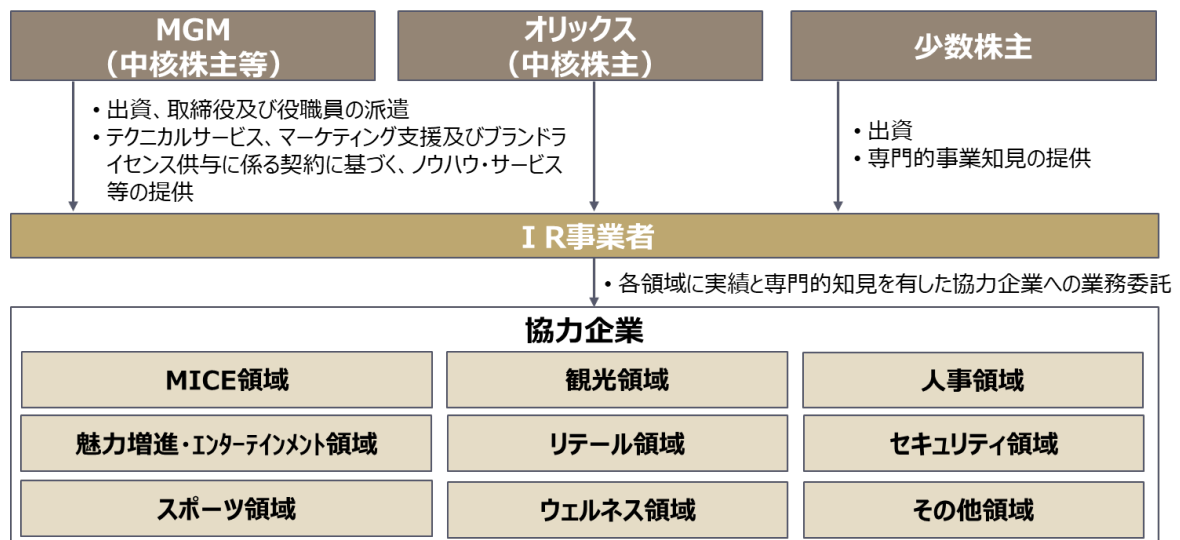 MGM
（中核株主等）
オリックス
（中核株主）
少数株主
• 出資、取締役及び役職員の派遣
• テクニカルサービス、マーケティング支援及びブランドラ
イセンス供与に係る契約に基づく、ノウハウ・サービス
等の提供
• 出資
• 専門的事業知見の提供
ＩＲ事業者
• 各領域に実績と専門的知見を有した協力企業への業務委託
協力企業
MICE領域
観光領域
人事領域
魅力増進・エンターテインメント領域
リテール領域
セキュリティ領域
スポーツ領域
ウェルネス領域
その他領域